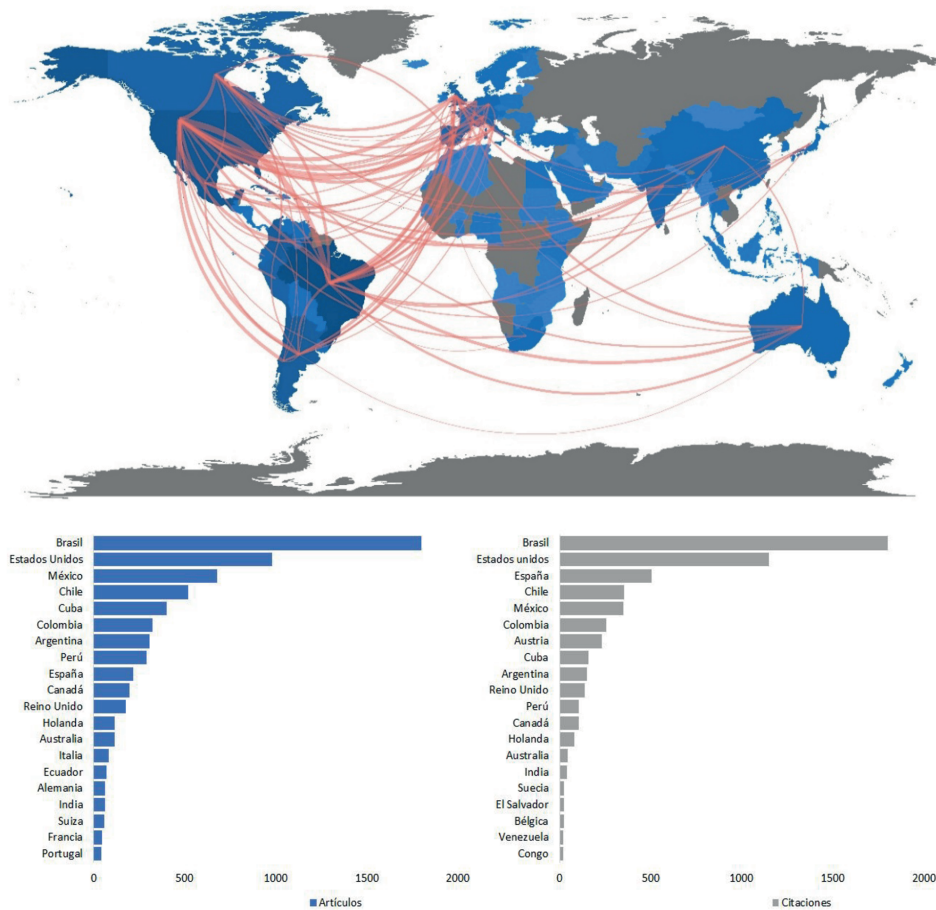 Brasil
Estados Unidos
México
Chile
Cuba
Colombia
Argentina
Perú
España
Canadá
Reino Unido
Holanda
Australia
Italia
Ecuador
Alemania
India
Suiza
Francia
Portugal
0 500 1000 1500 2000
Artículos
Brasil
Estados unidos
España
Chile
México
Colombia
Austria
Cuba
Argentina
Reino Unido
Perú
Canadá
Holanda
Australia
India
Suecia
El Salvador
Bélgica
Venezuela
Congo
0 500 1000 1500 2000
Citaciones